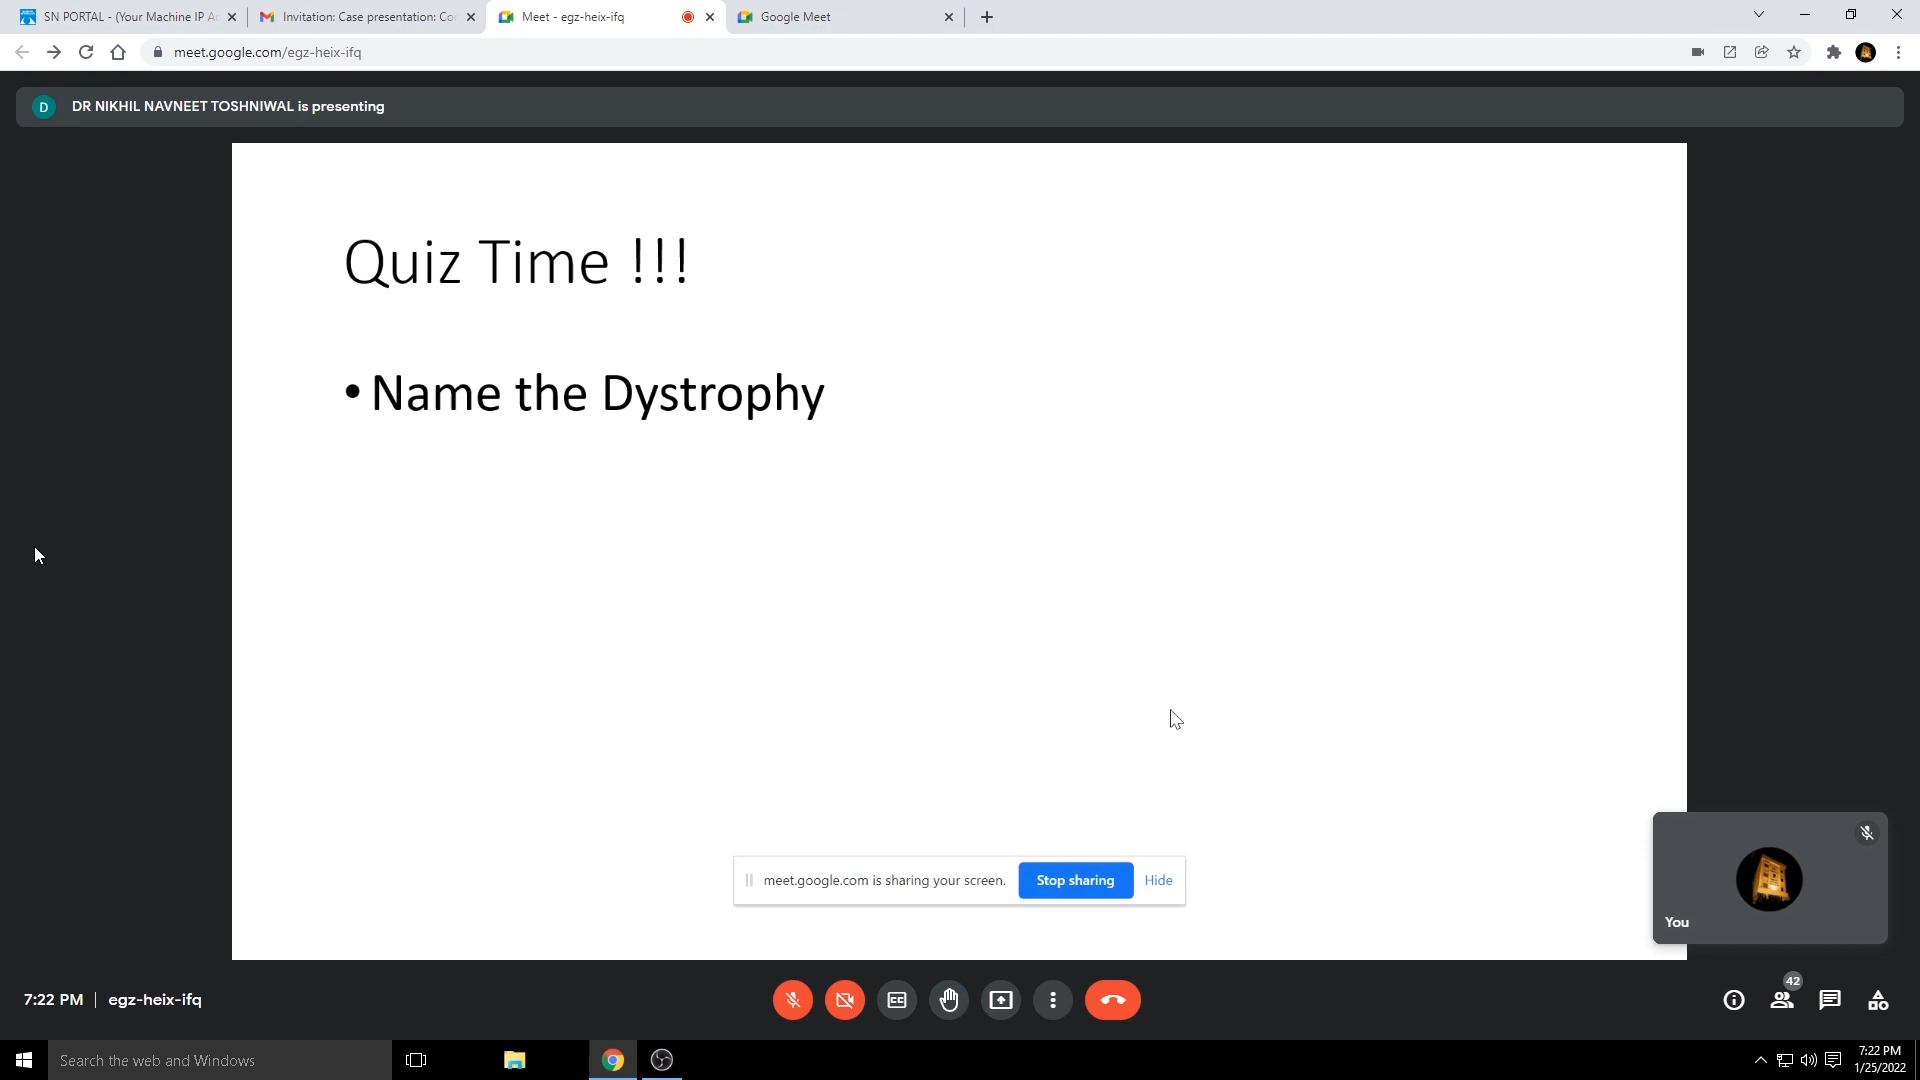 SN PORTAL - (Your Machine IP A
Invitation: Case presentation: Co
Meet - egz-heix-ifq
Google Meet
meet.google.com/egz-heix-ifq
D
DR NIKHIL NAVNEET TOSHNIWAL is presenting
Quiz Time !!!
• Name the Dystrophy
meet.google.com is sharing your screen.
Stop sharing
Hide
You
7:22 PM | egz-heix-ifq
CC
42
Search the web and Windows
7:22 PM
1/25/2022